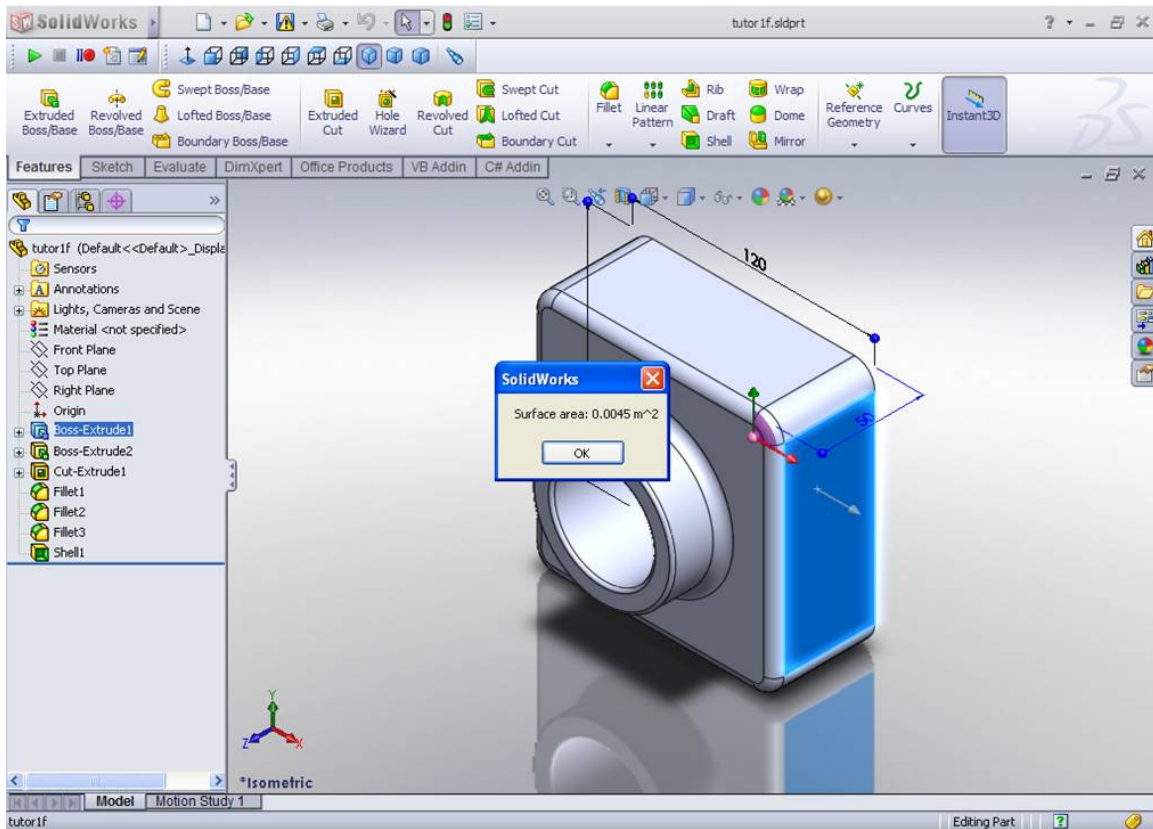 SolidWorks
tutor1f.sldprt
Extruded Boss/Base
Revolved Boss/Base
Swept Boss/Base
Lofted Boss/Base
Boundary Boss/Base
Extruded Cut
Hole Wizard
Revolved Cut
Swept Cut
Lofted Cut
Boundary Cut
Fillet
Linear Pattern
Rib
Draft
Shell
Wrap
Dome
Mirror
Reference Geometry
Curves
Instant3D
Features Sketch Evaluate DimXpert Office Products VB Addin C# Addin
tutor1f (Default<<Default>_Displa
Sensors
Annotations
Lights, Cameras and Scene
Material <not specified>
Front Plane
Top Plane
Right Plane
Origin
Boss-Extrude1
Boss-Extrude2
Cut-Extrude1
Fillet1
Fillet2
Fillet3
Shell1
120
50
SolidWorks
Surface area: 0.0045 m^2
OK
Y
Z
X
*Isometric
Model Motion Study 1
tutor1f
Editing Part